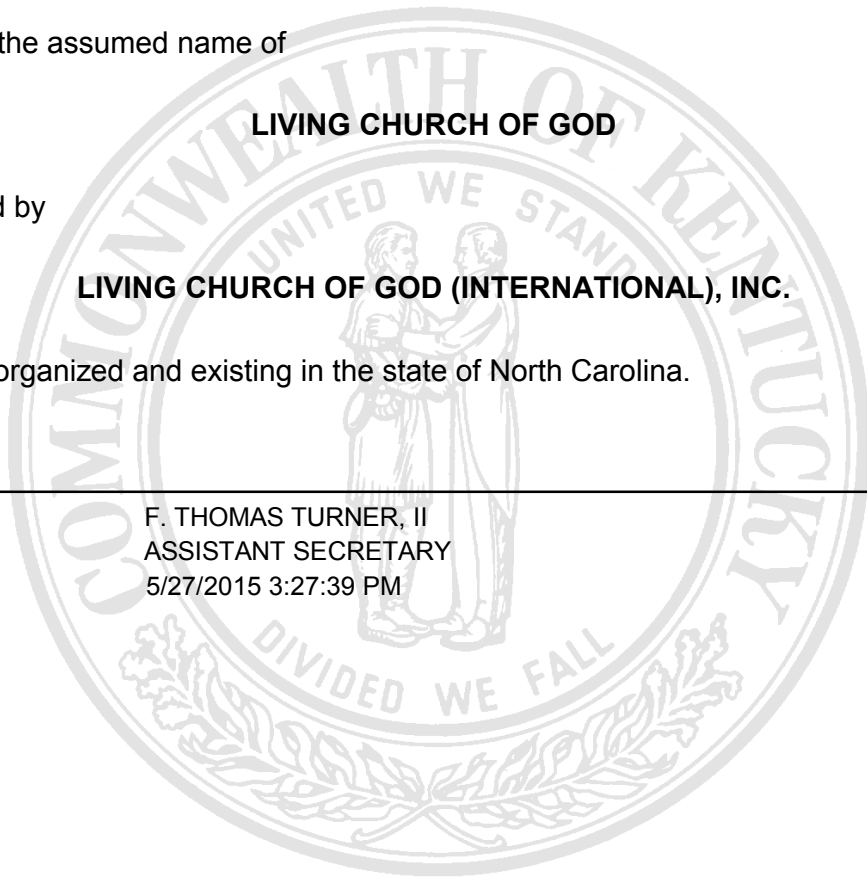 the assumed name of
LIVING CHURCH OF GOD
by
LIVING CHURCH OF GOD (INTERNATIONAL), INC.
organized and existing in the state of North Carolina.
F. THOMAS TURNER, II
ASSISTANT SECRETARY
5/27/2015 3:27:39 PM
COMMONWEALTH OF KENTUCKY
UNITED WE STAND
DIVIDED WE FALL